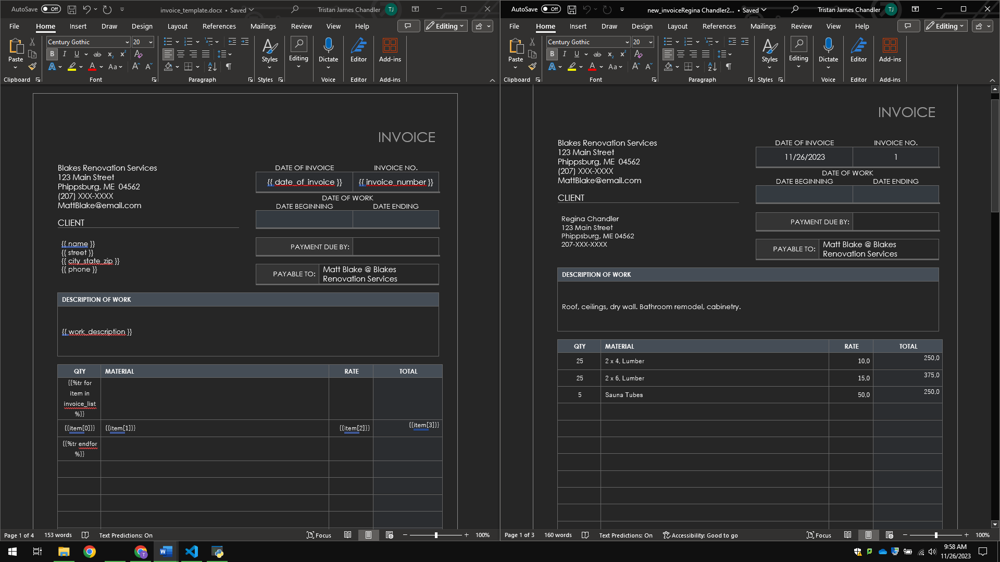 AutoSave Off invoice_template.docx • Saved Tristan James Chandler TJ
File Home Insert Draw Design Layout References Mailings Review View Help Editing
Century Gothic 20
Paste B I U ab x₂ x² Styles Editing Dictate Editor Add-ins
A A Aa A A
Clipboard Font Paragraph Styles Voice Editor Add-ins
INVOICE
Blakes Renovation Services
123 Main Street
Phippsburg, ME 04562
(207) XXX-XXXX
MattBlake@email.com
DATE OF INVOICE INVOICE NO.
{{ date_of_invoice }} {{ invoice_number }}
DATE OF WORK
DATE BEGINNING DATE ENDING
CLIENT
{{ name }}
{{ street }}
{{ city_state_zip }}
{{ phone }}
PAYMENT DUE BY:
PAYABLE TO: Matt Blake @ Blakes
Renovation Services
DESCRIPTION OF WORK
{{ work_description }}
QTY MATERIAL RATE TOTAL
{{%tr for
item in
invoice_list
%}}
{{item[0]}} {{item[1]}} {{item[2]}} {{item[3]}}
{{%tr endfor
%}}
Page 1 of 4 153 words Text Predictions: On Focus 100%
AutoSave Off new_invoiceRegina Chandler2... • Saved Tristan James Chandler TJ
File Home Insert Draw Design Layout References Mailings Review View Help Editing
Century Gothic 20
Paste B I U ab x₂ x² Styles Editing Dictate Editor Add-ins
A A Aa A A
Clipboard Font Paragraph Styles Voice Editor Add-ins
INVOICE
Blakes Renovation Services
123 Main Street
Phippsburg, ME 04562
(207) XXX-XXXX
MattBlake@email.com
DATE OF INVOICE INVOICE NO.
11/26/2023 1
DATE OF WORK
DATE BEGINNING DATE ENDING
CLIENT
Regina Chandler
123 Main Street
Phippsburg, ME 04562
207-XXX-XXXX
PAYMENT DUE BY:
PAYABLE TO: Matt Blake @ Blakes
Renovation Services
DESCRIPTION OF WORK
Roof, ceilings, dry wall. Bathroom remodel, cabinetry.
QTY MATERIAL RATE TOTAL
25 2 x 4, Lumber 10.0 250.0
25 2 x 6, Lumber 15.0 375.0
5 Sauna Tubes 50.0 250.0
Page 1 of 3 160 words Text Predictions: On Accessibility: Good to go Focus 100%
9:58 AM
11/26/2023